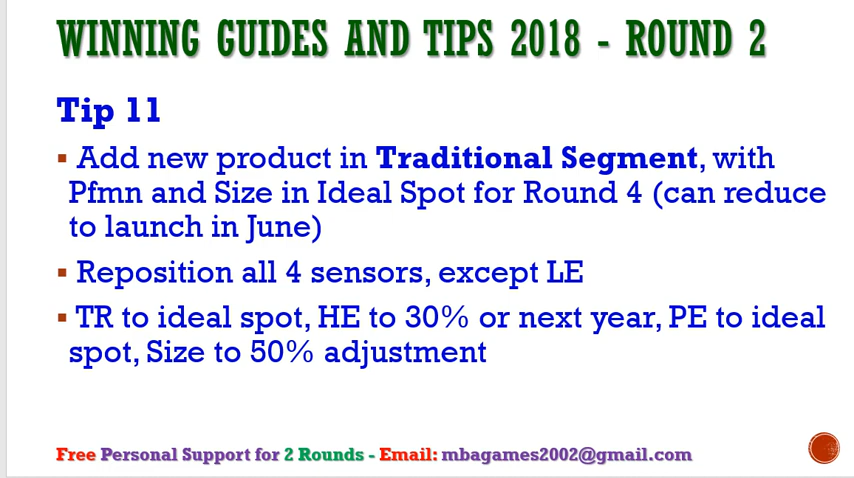 WINNING GUIDES AND TIPS 2018 - ROUND 2
Tip 11
▪ Add new product in Traditional Segment, with
Pfmn and Size in Ideal Spot for Round 4 (can reduce
to launch in June)
▪ Reposition all 4 sensors, except LE
▪ TR to ideal spot, HE to 30% or next year, PE to ideal
spot, Size to 50% adjustment
Free Personal Support for 2 Rounds - Email: mbagames2002@gmail.com